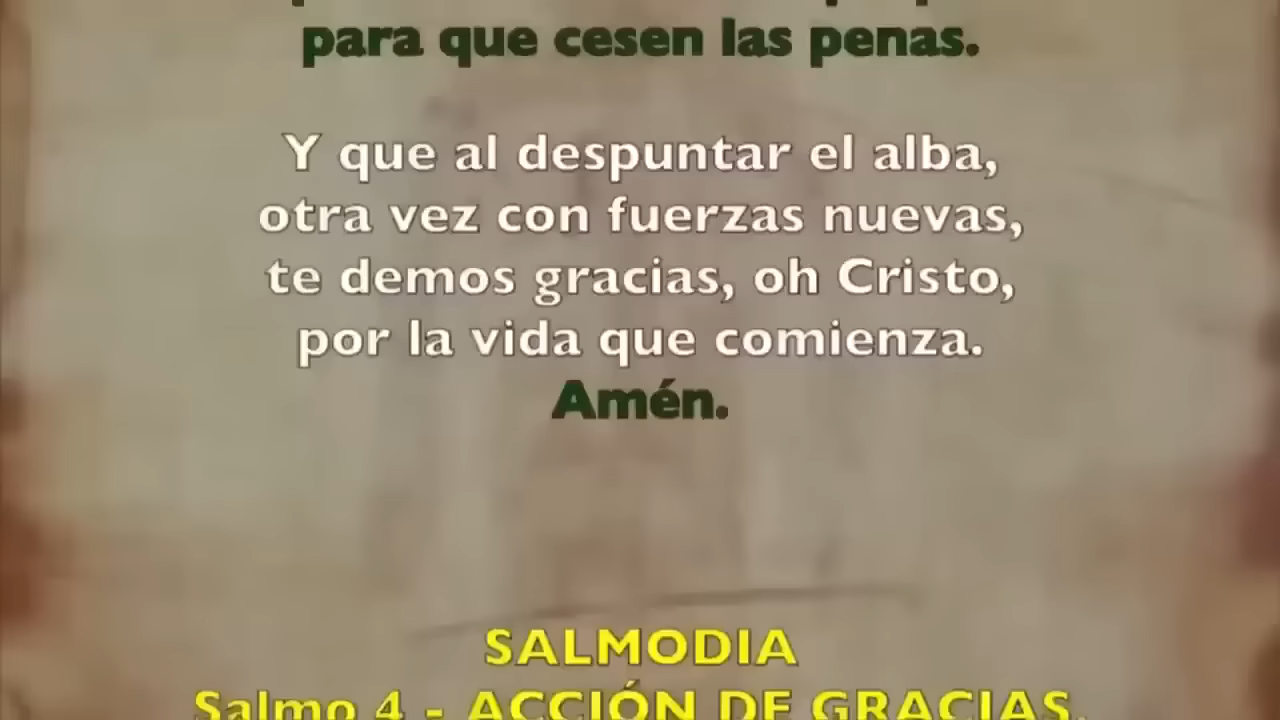 para que cesen las penas.
Y que al despuntar el alba,
otra vez con fuerzas nuevas,
te demos gracias, oh Cristo,
por la vida que comienza.
Amén.
SALMODIA
Salmo 4 - ACCIÓN DE GRACIAS.